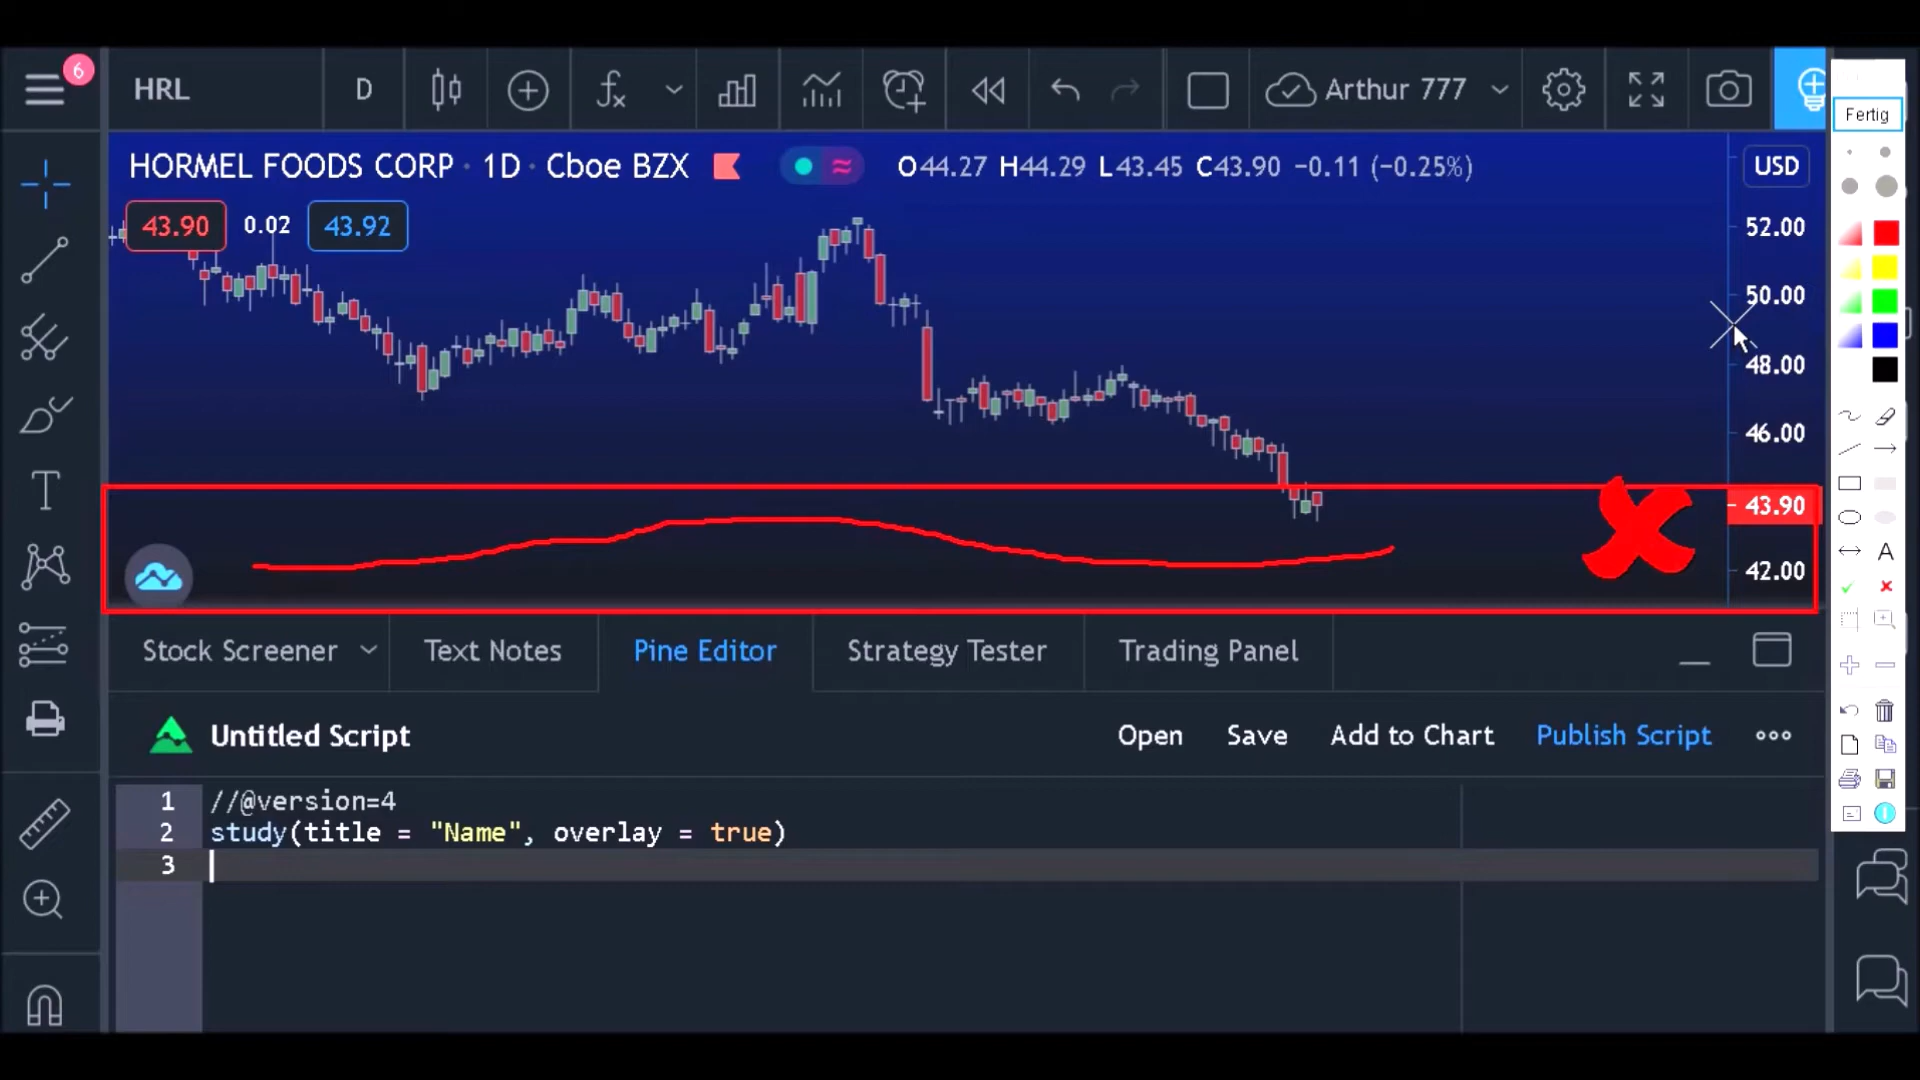 6
HRL
D
Arthur 777
Fertig
HORMEL FOODS CORP · 1D · Cboe BZX
O44.27 H44.29 L43.45 C43.90 −0.11 (−0.25%)
USD
43.90
0.02
43.92
52.00
50.00
48.00
46.00
43.90
42.00
A
Stock Screener
Text Notes
Pine Editor
Strategy Tester
Trading Panel
Untitled Script
Open
Save
Add to Chart
Publish Script
1 //@version=4
2 study(title = "Name", overlay = true)
3